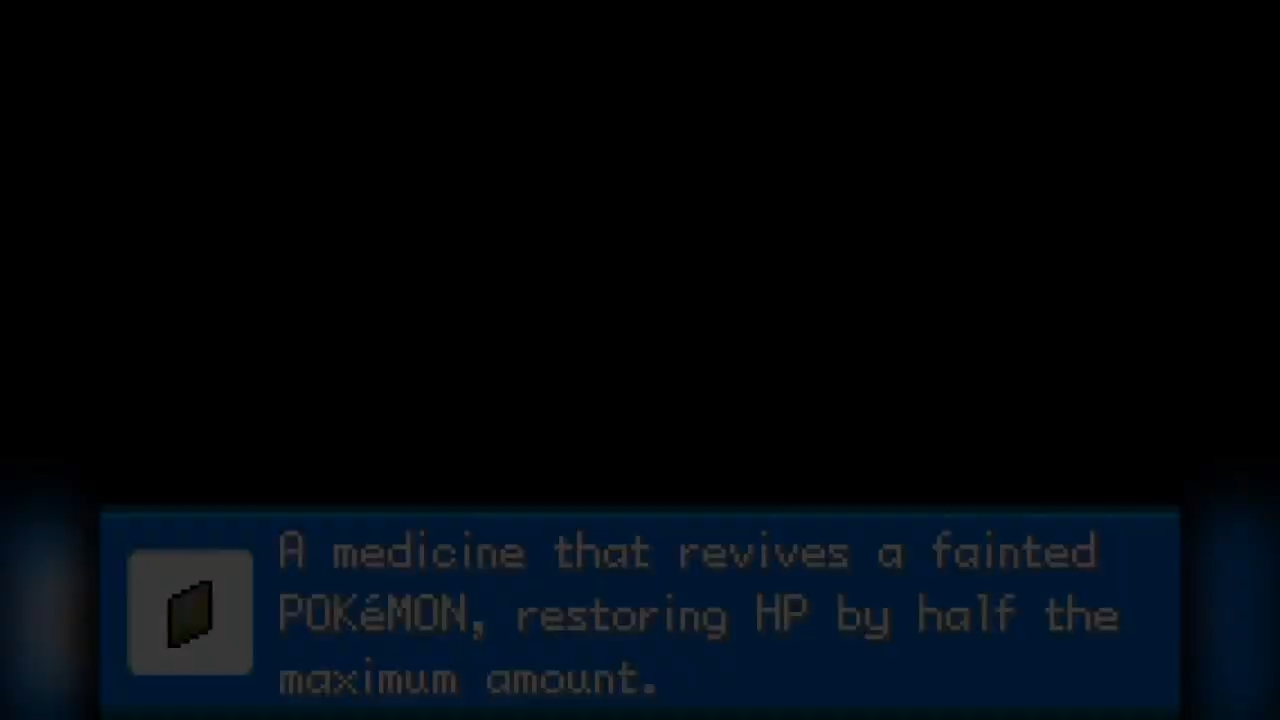 A medicine that revives a fainted
POKéMON, restoring HP by half the
maximum amount.